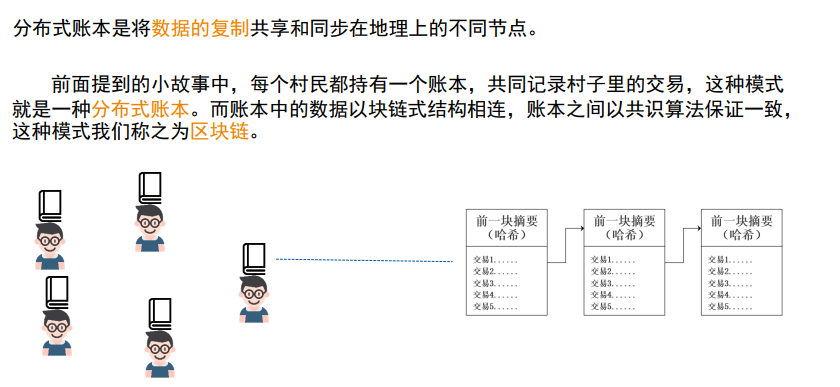 分布式账本是将数据的复制共享和同步在地理上的不同节点。
前面提到的小故事中，每个村民都持有一个账本，共同记录村子里的交易，这种模式
就是一种分布式账本。而账本中的数据以块链式结构相连，账本之间以共识算法保证一致，
这种模式我们称之为区块链。
前一块摘要
（哈希）
交易1......
交易2......
交易3......
交易4......
交易5......
前一块摘要
（哈希）
交易1......
交易2......
交易3......
交易4......
交易5......
前一块摘要
（哈希）
交易1......
交易2......
交易3......
交易4......
交易5......